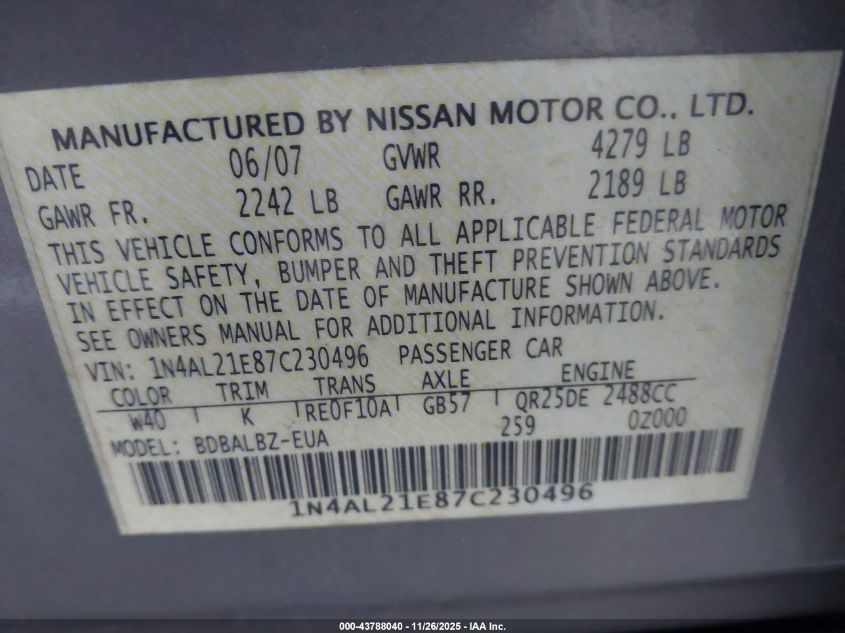 MANUFACTURED BY NISSAN MOTOR CO., LTD.
DATE 06/07 GVWR 4279 LB
GAWR FR. 2242 LB GAWR RR. 2189 LB
THIS VEHICLE CONFORMS TO ALL APPLICABLE FEDERAL MOTOR
VEHICLE SAFETY, BUMPER AND THEFT PREVENTION STANDARDS
IN EFFECT ON THE DATE OF MANUFACTURE SHOWN ABOVE.
SEE OWNERS MANUAL FOR ADDITIONAL INFORMATION.
VIN: 1N4AL21E87C230496 PASSENGER CAR
COLOR TRIM TRANS AXLE ENGINE
W40 K RE0F10A GB57 QR25DE 2488CC
MODEL: BDBALBZ-EUA 259 0Z000
1N4AL21E87C230496
000-43788040 - 11/26/2025 - IAA Inc.